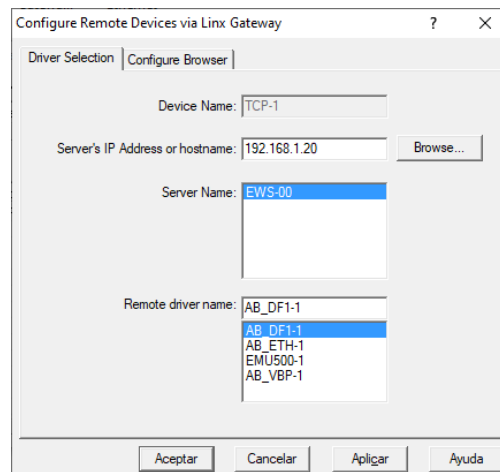 Configure Remote Devices via Linx Gateway ? X
Driver Selection Configure Browser
Device Name: TCP-1
Server's IP Address or hostname: 192.168.1.20 Browse...
Server Name: EWS-00
Remote driver name: AB_DF1-1
AB_DF1-1
AB_ETH-1
EMU500-1
AB_VBP-1
Aceptar Cancelar Aplicar Ayuda